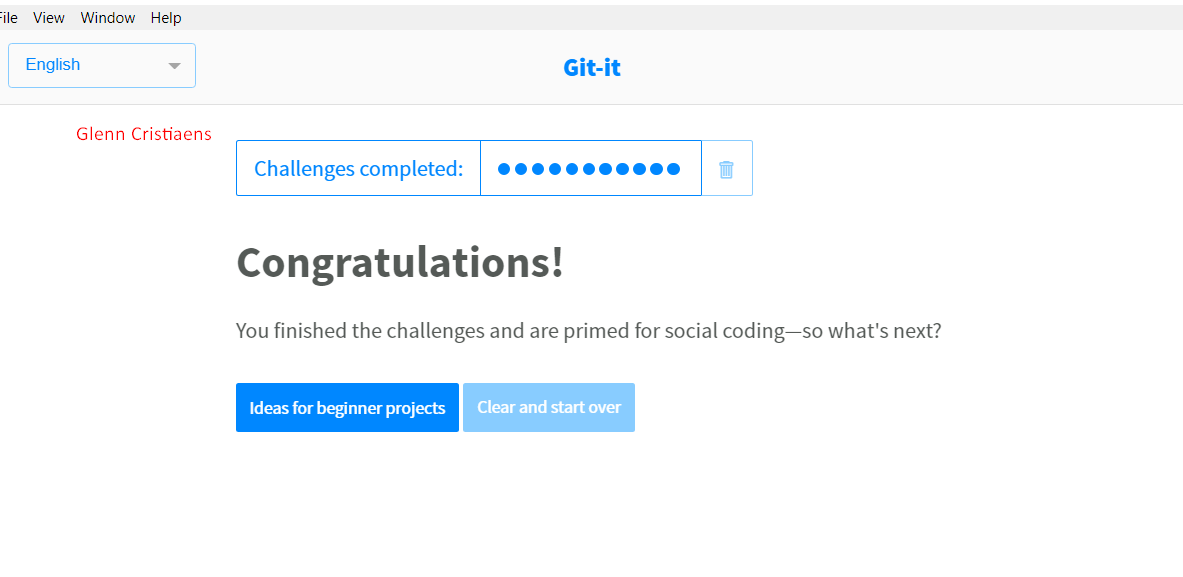 File View Window Help
English
Git-it
Glenn Cristiaens
Challenges completed:
Congratulations!
You finished the challenges and are primed for social coding—so what's next?
Ideas for beginner projects Clear and start over